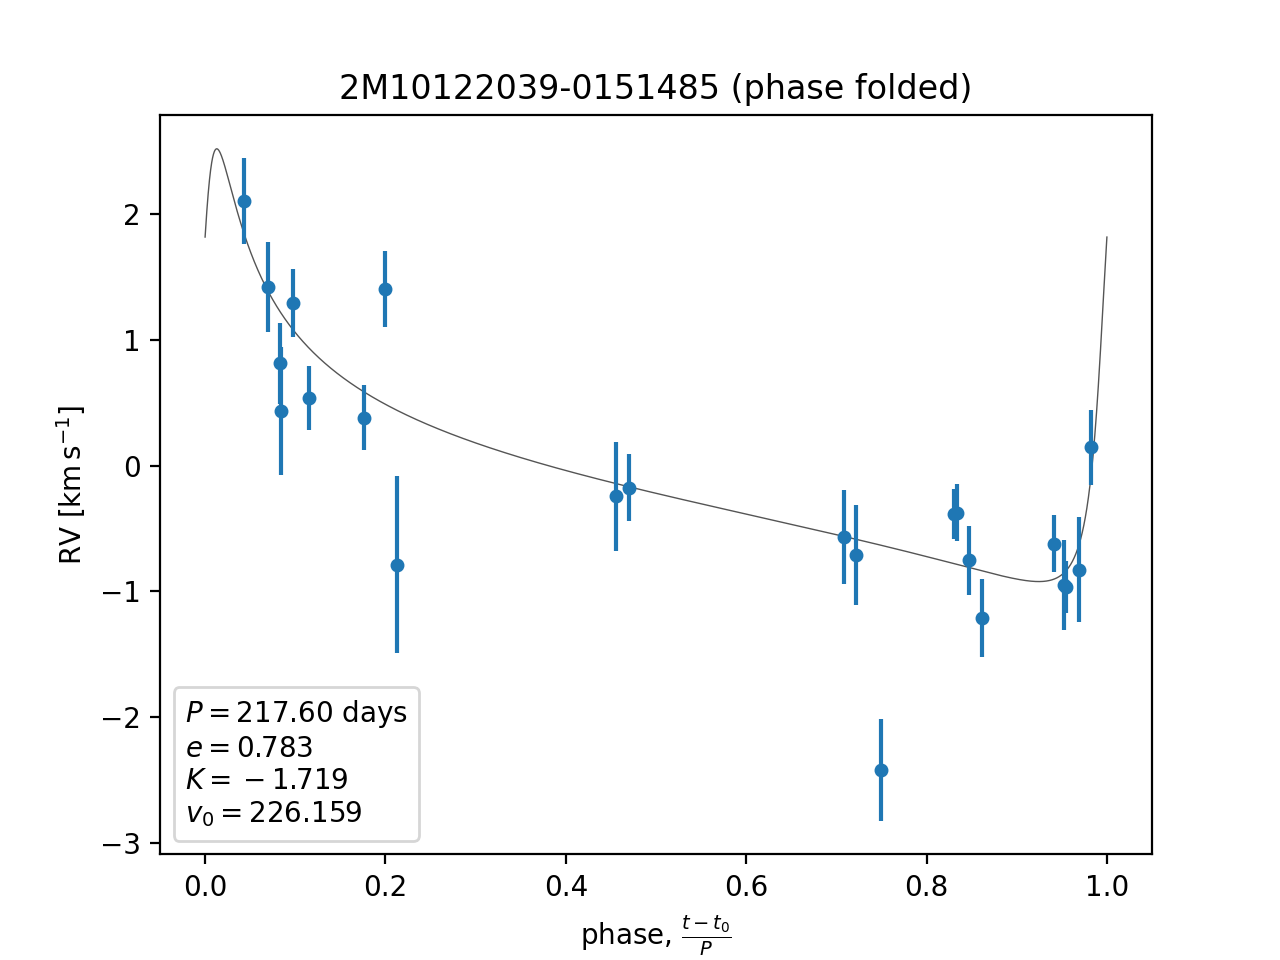 2M10122039-0151485 (phase folded)
RV [km s⁻¹]
2
1
0
−1
−2
−3
P = 217.60 days
e = 0.783
K = −1.719
v₀ = 226.159
0.0 0.2 0.4 0.6 0.8 1.0
phase, (t − t₀)/P